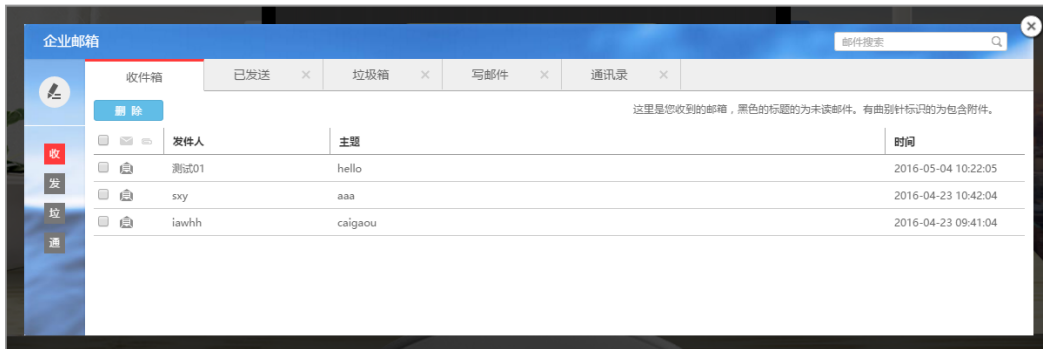 企业邮箱
邮件搜索
收件箱 已发送 垃圾箱 写邮件 通讯录
删 除
这里是您收到的邮箱，黑色的标题的为未读邮件。有曲别针标识的为包含附件。
发件人 主题 时间
测试01 hello 2016-05-04 10:22:05
sxy aaa 2016-04-23 10:42:04
iawhh caigaou 2016-04-23 09:41:04
收
发
垃
通